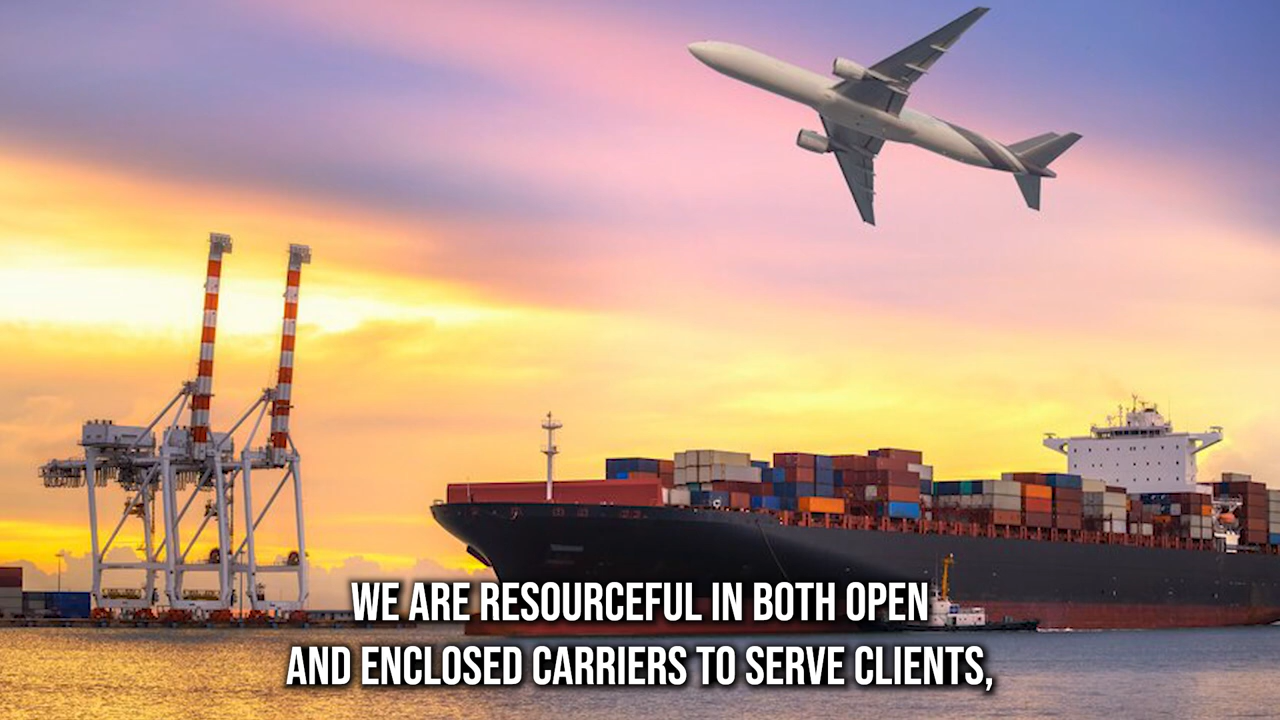 WE ARE RESOURCEFUL IN BOTH OPEN
AND ENCLOSED CARRIERS TO SERVE CLIENTS,